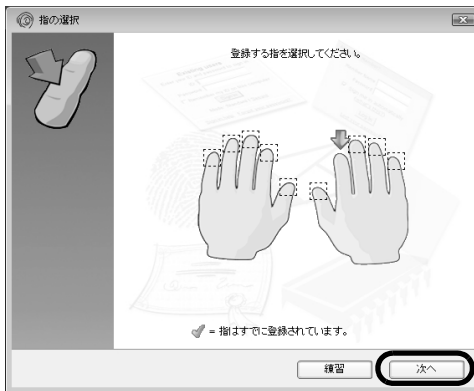 指の選択
登録する指を選択してください。
= 指はすでに登録されています。
練習
次へ